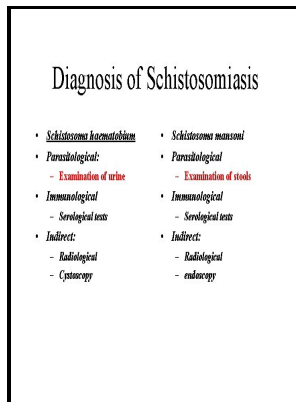 Diagnosis of Schistosomiasis
• Schistosoma haematobium
• Parasitological:
– Examination of urine
• Immunological
– Serological tests
• Indirect:
– Radiological
– Cystoscopy
• Schistosoma mansoni
• Parasitological
– Examination of stools
• Immunological
– Serological tests
• Indirect:
– Radiological
– endoscopy